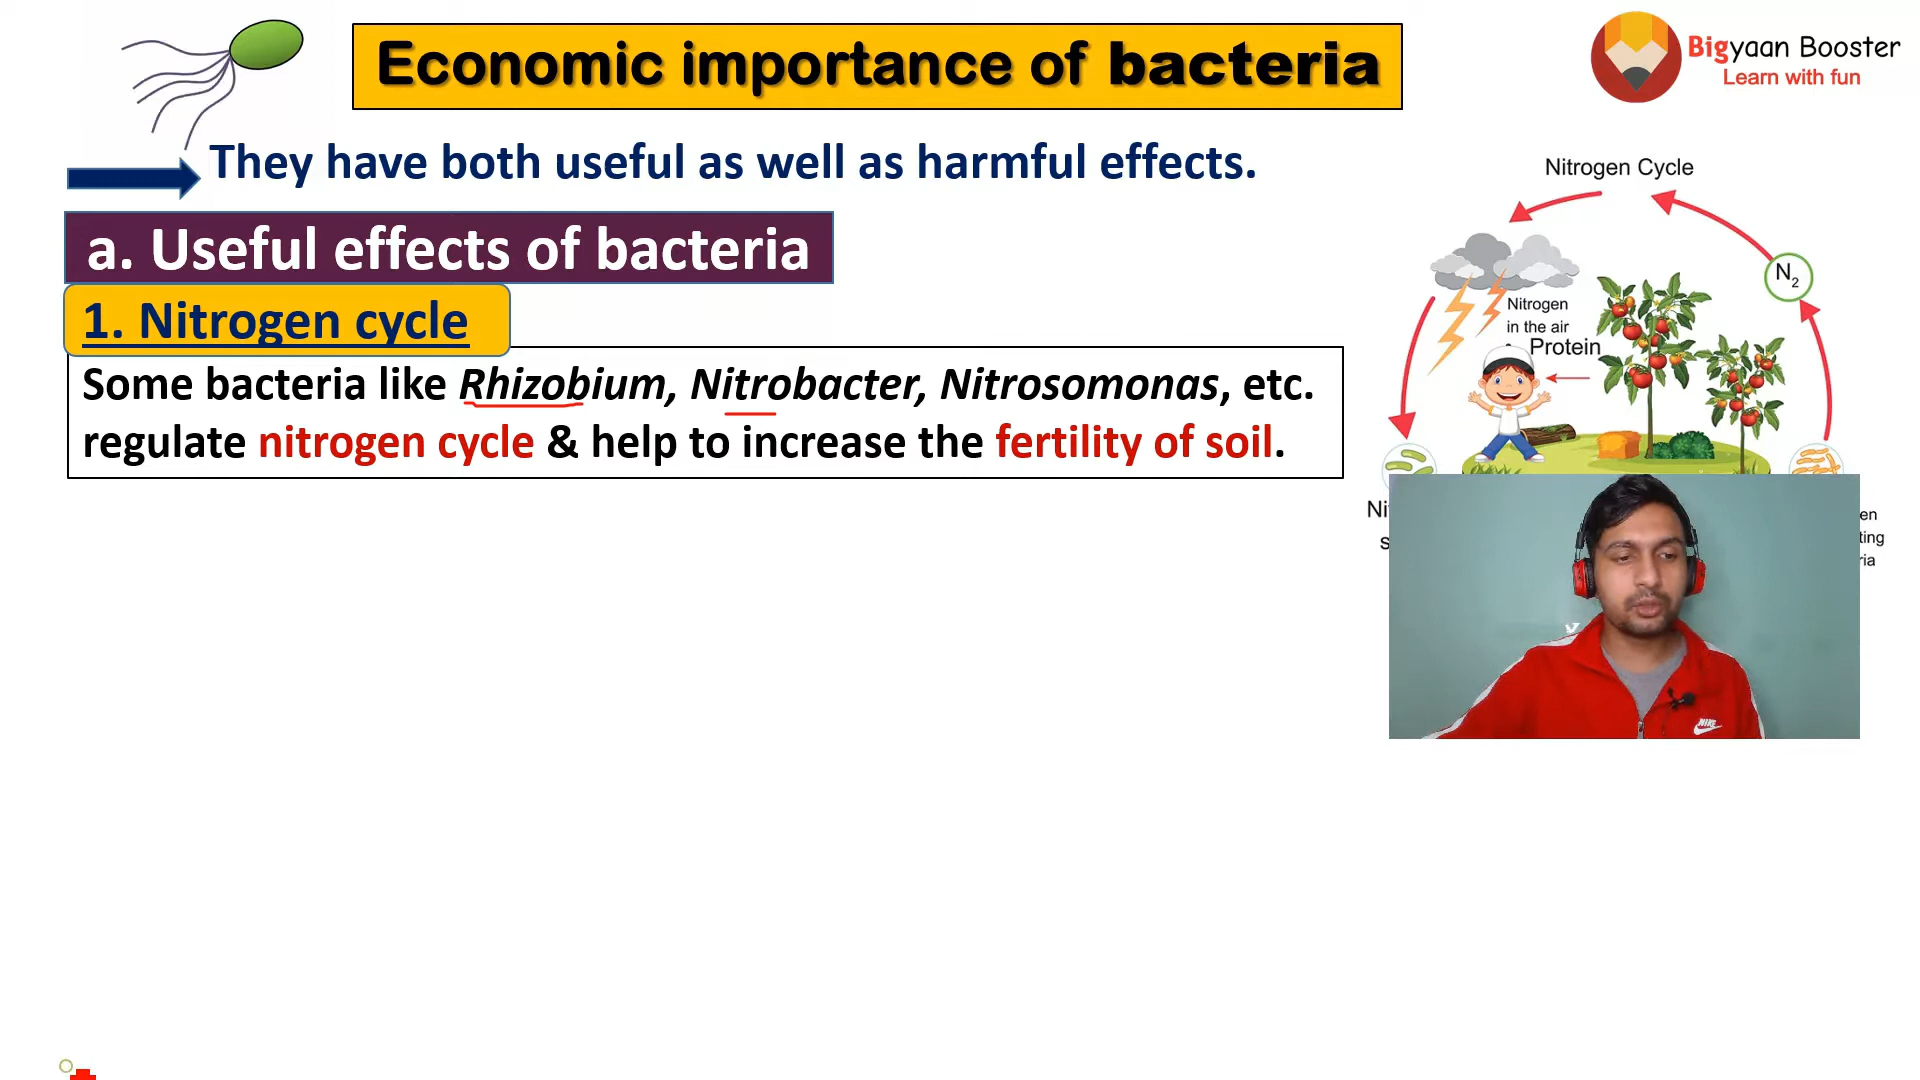 Economic importance of bacteria
Bigyaan Booster
Learn with fun
They have both useful as well as harmful effects.
a. Useful effects of bacteria
1. Nitrogen cycle
Some bacteria like Rhizobium, Nitrobacter, Nitrosomonas, etc.
regulate nitrogen cycle & help to increase the fertility of soil.
Nitrogen Cycle
N2
Nitrogen
in the air
Protein
NIKE